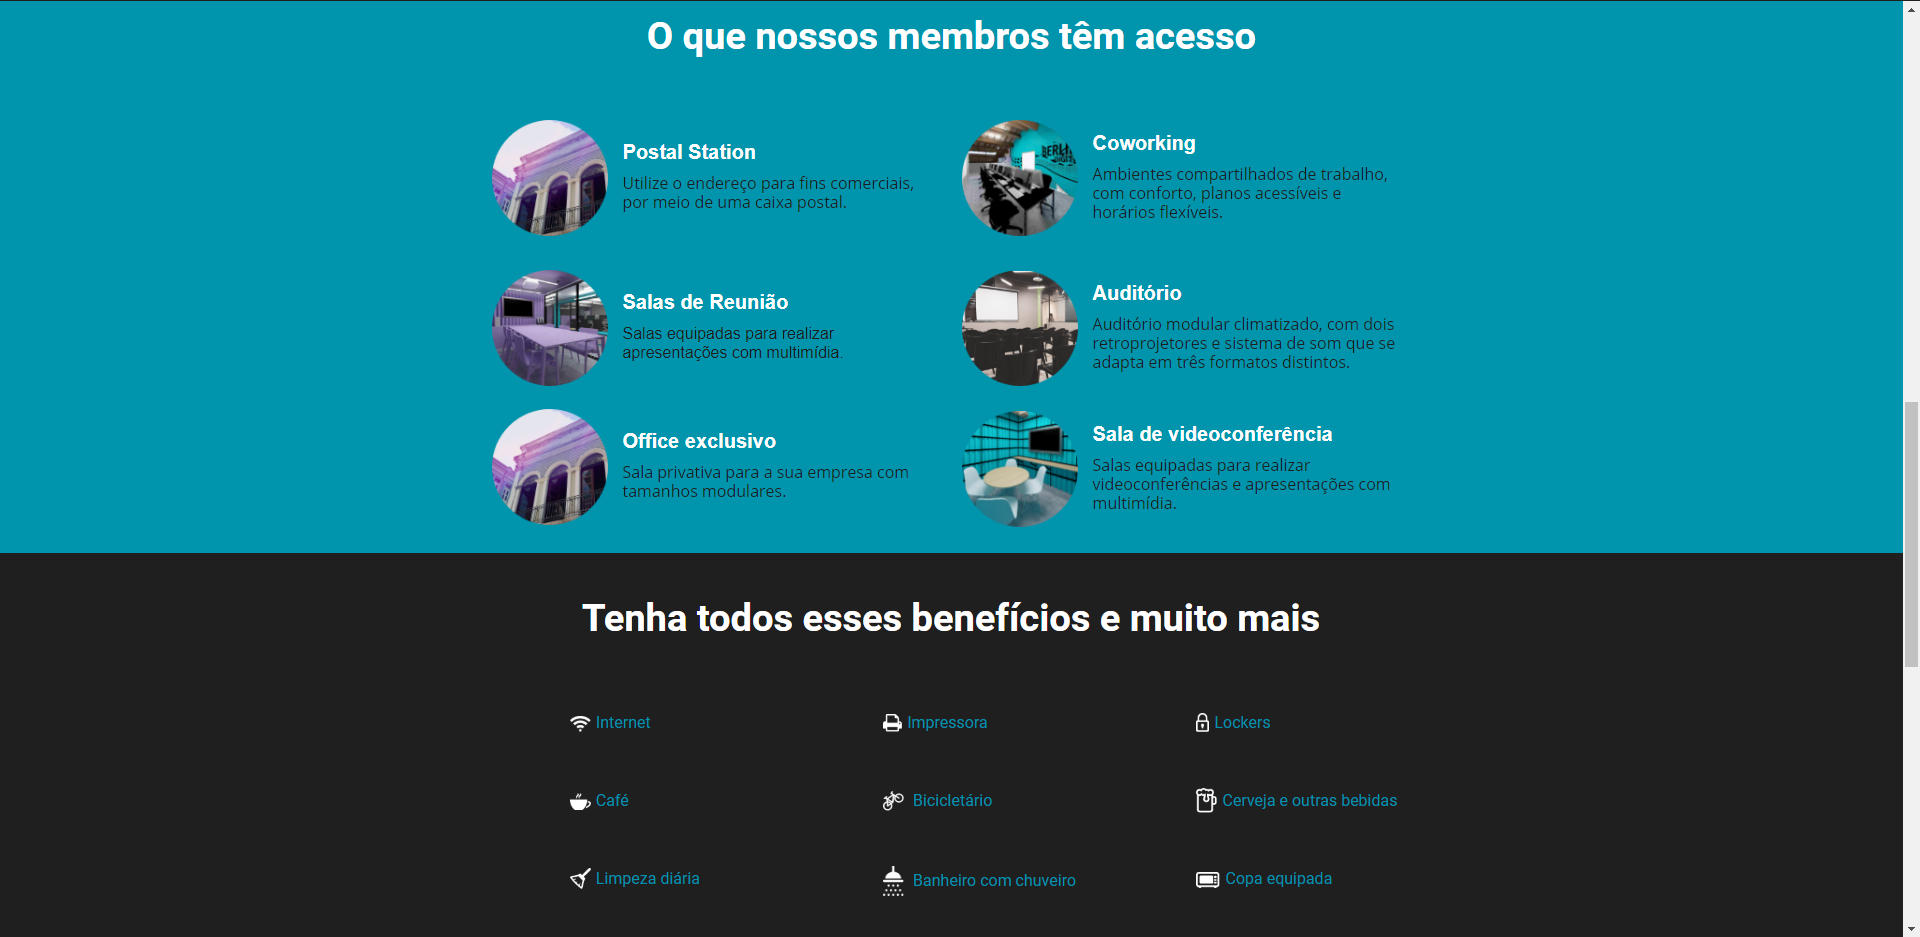 O que nossos membros têm acesso
Postal Station
Utilize o endereço para fins comerciais,
por meio de uma caixa postal.
Coworking
Ambientes compartilhados de trabalho,
com conforto, planos acessíveis e
horários flexíveis.
Salas de Reunião
Salas equipadas para realizar
apresentações com multimídia.
Auditório
Auditório modular climatizado, com dois
retroprojetores e sistema de som que se
adapta em três formatos distintos.
Office exclusivo
Sala privativa para a sua empresa com
tamanhos modulares.
Sala de videoconferência
Salas equipadas para realizar
videoconferências e apresentações com
multimídia.
Tenha todos esses benefícios e muito mais
Internet
Impressora
Lockers
Café
Bicicletário
Cerveja e outras bebidas
Limpeza diária
Banheiro com chuveiro
Copa equipada